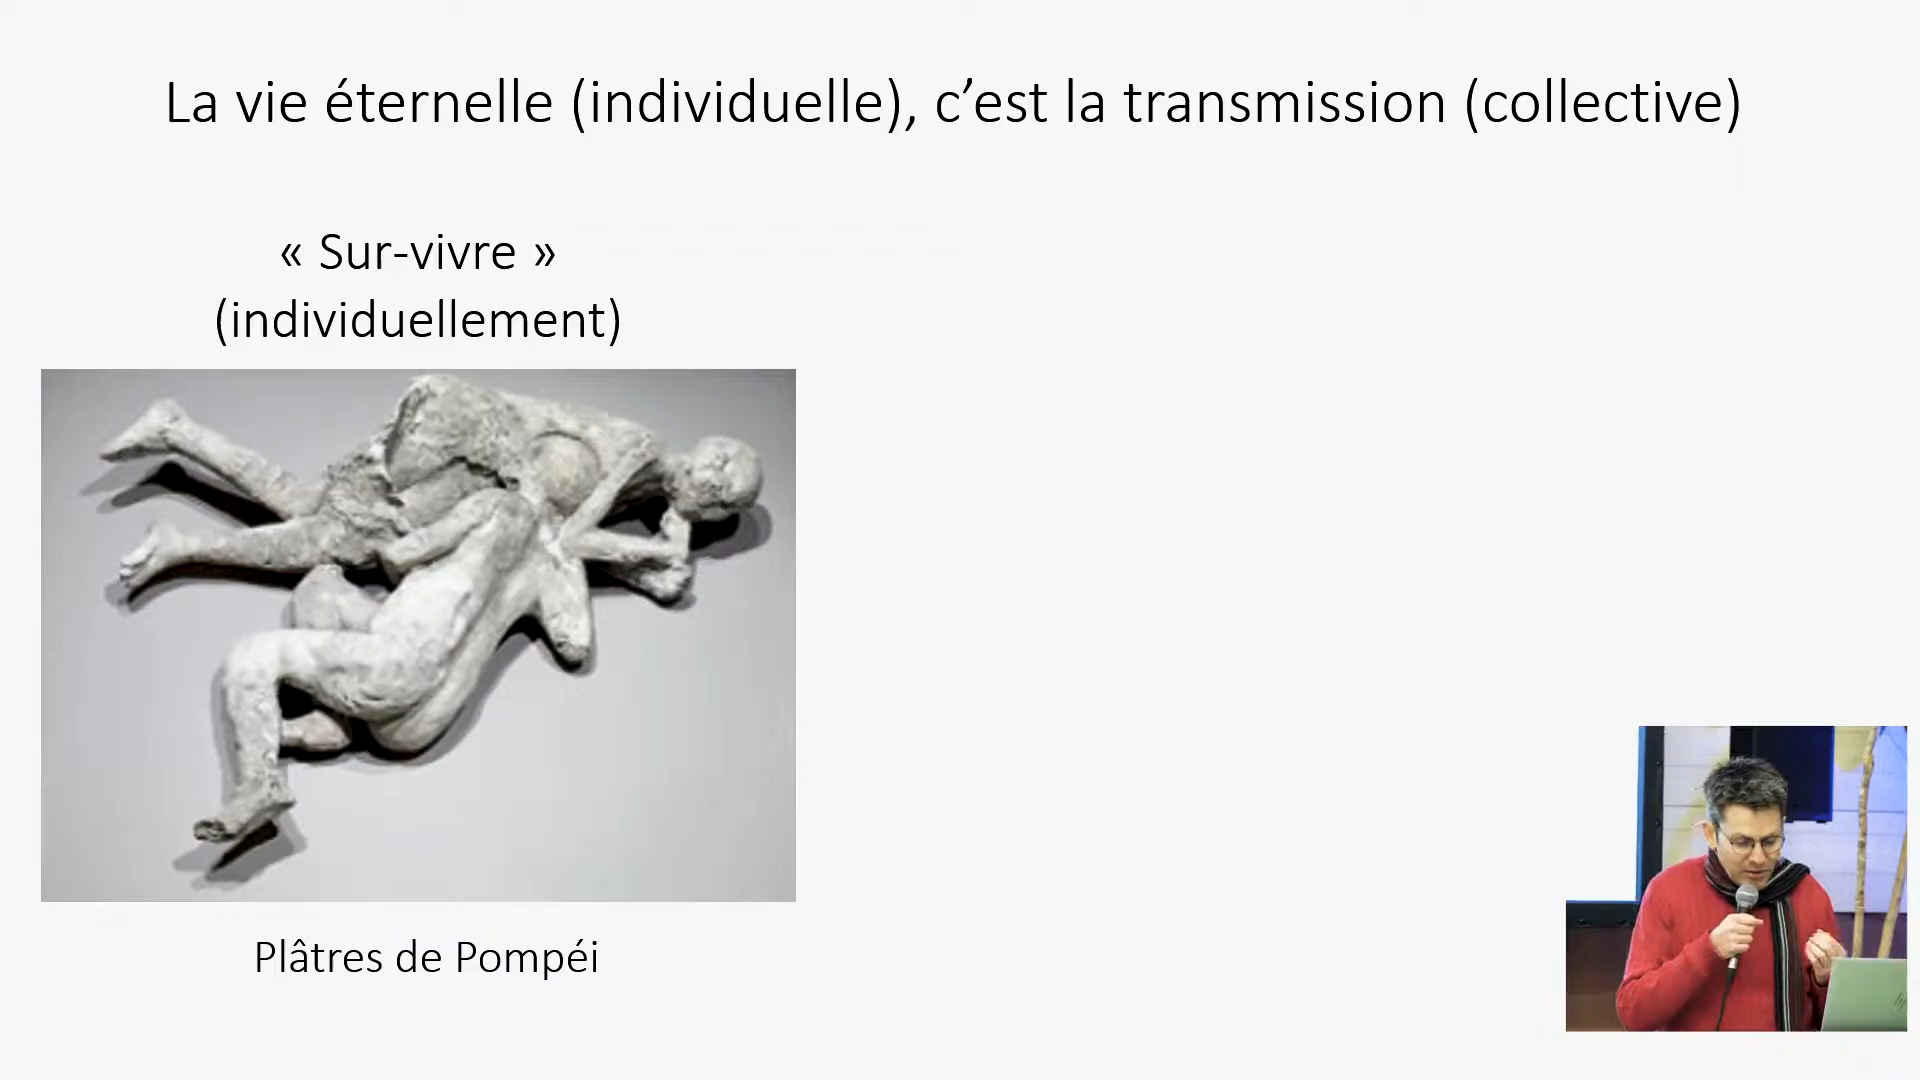 La vie éternelle (individuelle), c’est la transmission (collective)
« Sur-vivre »
(individuellement)
Plâtres de Pompéi